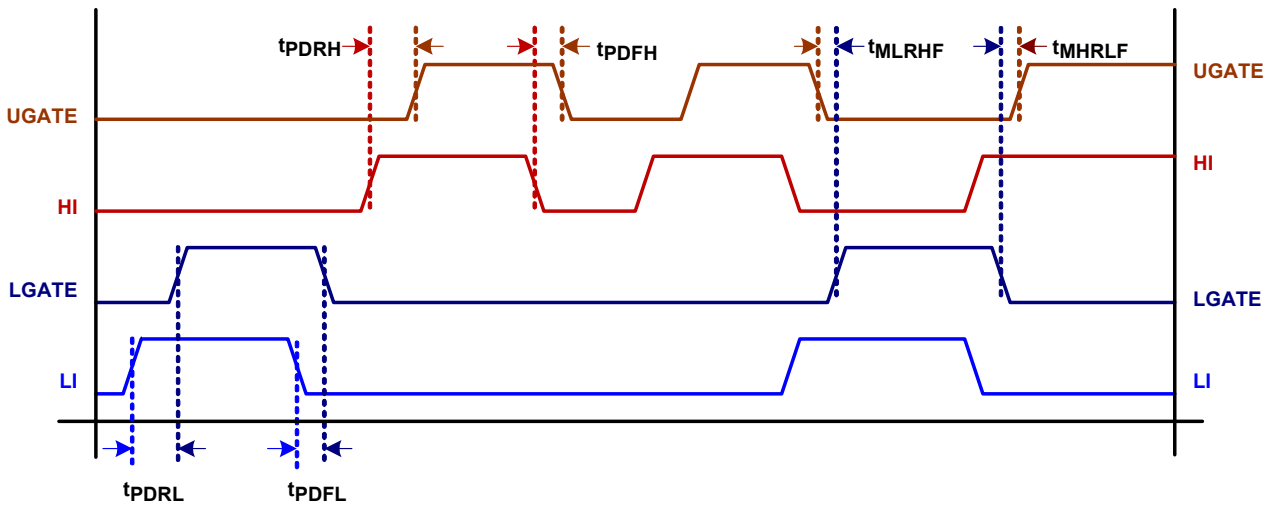 tPDRH tPDFH tMLRHF tMHRLF
UGATE UGATE
HI HI
LGATE LGATE
LI LI
tPDRL tPDFL